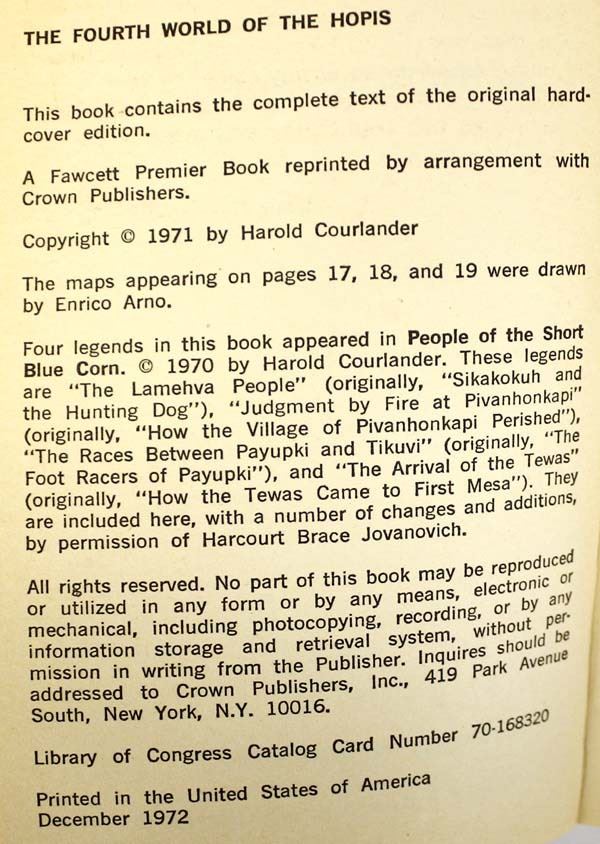 THE FOURTH WORLD OF THE HOPIS
This book contains the complete text of the original hard-
cover edition.
A Fawcett Premier Book reprinted by arrangement with
Crown Publishers.
Copyright © 1971 by Harold Courlander
The maps appearing on pages 17, 18, and 19 were drawn
by Enrico Arno.
Four legends in this book appeared in People of the Short
Blue Corn. © 1970 by Harold Courlander. These legends
are "The Lamehva People" (originally, "Sikakokuh and
the Hunting Dog"), "Judgment by Fire at Pivanhonkapi"
(originally, "How the Village of Pivanhonkapi Perished"),
"The Races Between Payupki and Tikuvi" (originally, "The
Foot Racers of Payupki"), and "The Arrival of the Tewas"
(originally, "How the Tewas Came to First Mesa"). They
are included here, with a number of changes and additions,
by permission of Harcourt Brace Jovanovich.
All rights reserved. No part of this book may be reproduced
or utilized in any form or by any means, electronic or
mechanical, including photocopying, recording, or by any
information storage and retrieval system, without per-
mission in writing from the Publisher. Inquires should be
addressed to Crown Publishers, Inc., 419 Park Avenue
South, New York, N.Y. 10016.
Library of Congress Catalog Card Number 70-168320
Printed in the United States of America
December 1972